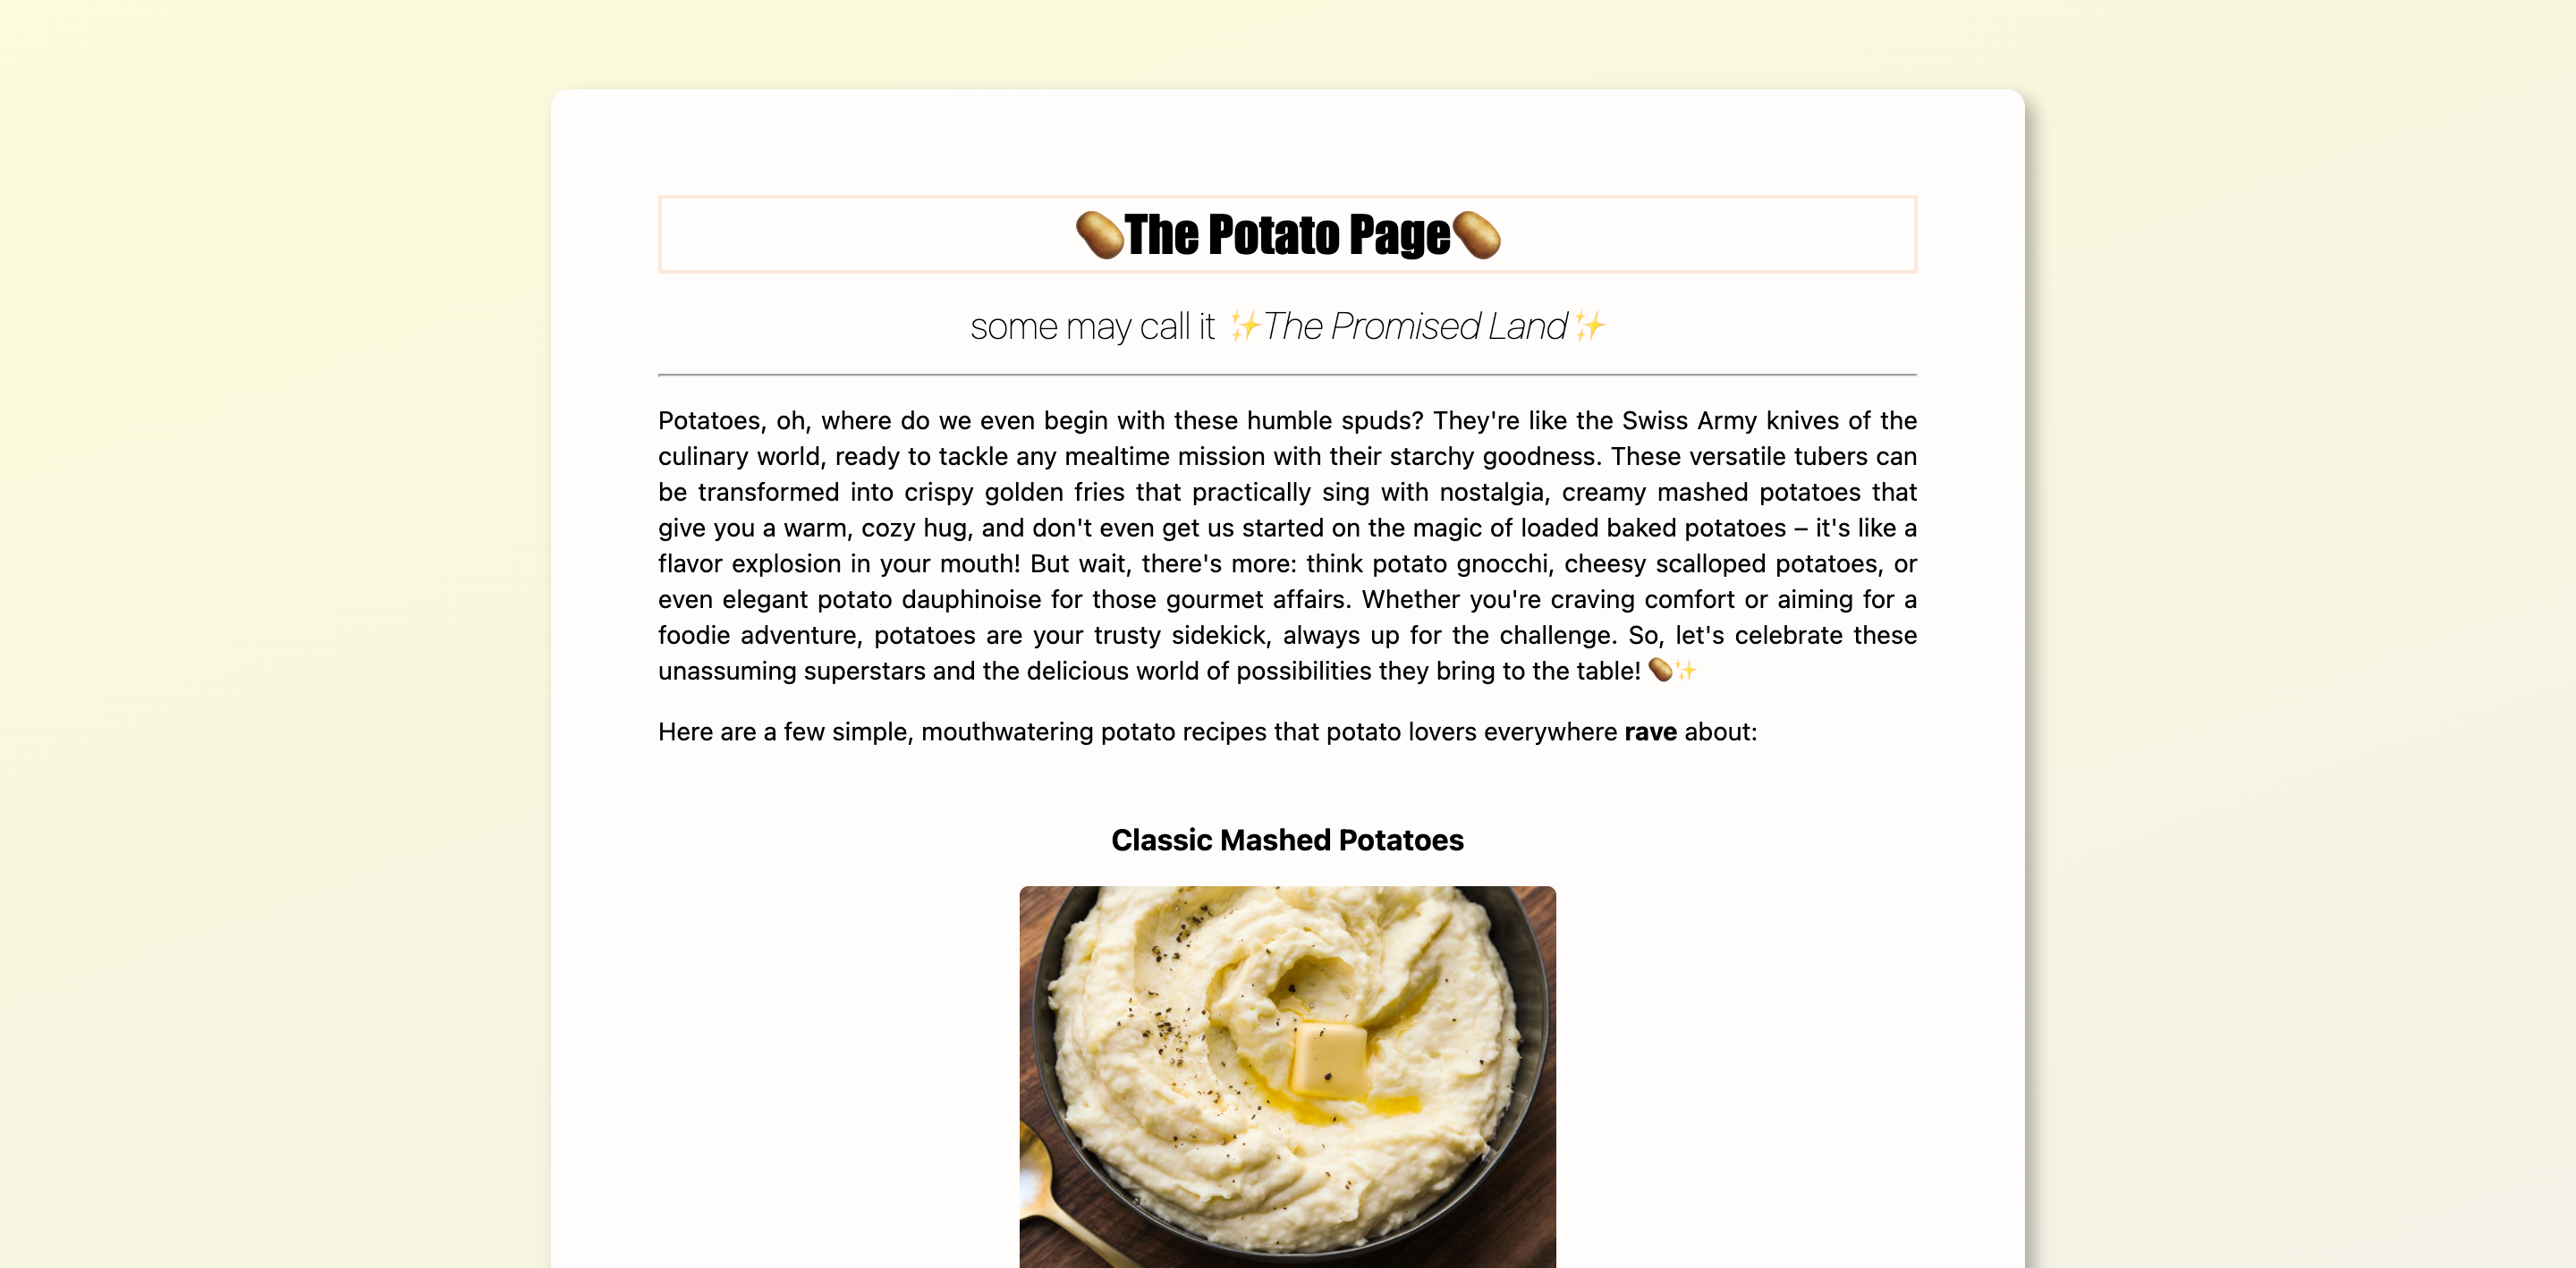 🥔The Potato Page🥔
some may call it ✨The Promised Land✨
Potatoes, oh, where do we even begin with these humble spuds? They're like the Swiss Army knives of the
culinary world, ready to tackle any mealtime mission with their starchy goodness. These versatile tubers can
be transformed into crispy golden fries that practically sing with nostalgia, creamy mashed potatoes that
give you a warm, cozy hug, and don't even get us started on the magic of loaded baked potatoes – it's like a
flavor explosion in your mouth! But wait, there's more: think potato gnocchi, cheesy scalloped potatoes, or
even elegant potato dauphinoise for those gourmet affairs. Whether you're craving comfort or aiming for a
foodie adventure, potatoes are your trusty sidekick, always up for the challenge. So, let's celebrate these
unassuming superstars and the delicious world of possibilities they bring to the table! 🥔✨
Here are a few simple, mouthwatering potato recipes that potato lovers everywhere rave about:
Classic Mashed Potatoes